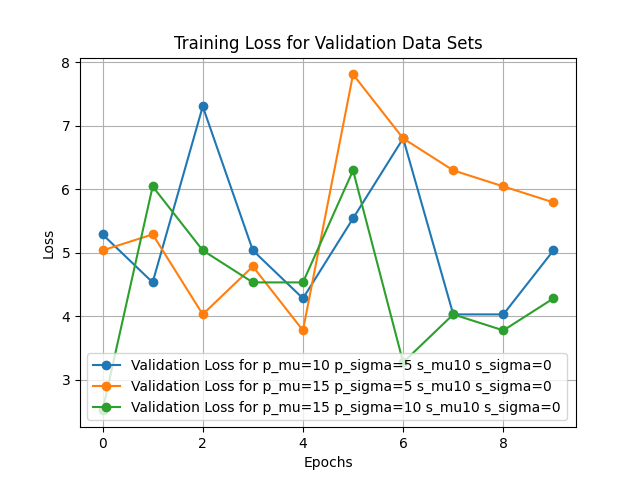 Training Loss for Validation Data Sets
8
7
6
5
4
3
Loss
Validation Loss for p_mu=10 p_sigma=5 s_mu10 s_sigma=0
Validation Loss for p_mu=15 p_sigma=5 s_mu10 s_sigma=0
Validation Loss for p_mu=15 p_sigma=10 s_mu10 s_sigma=0
0 2 4 6 8
Epochs